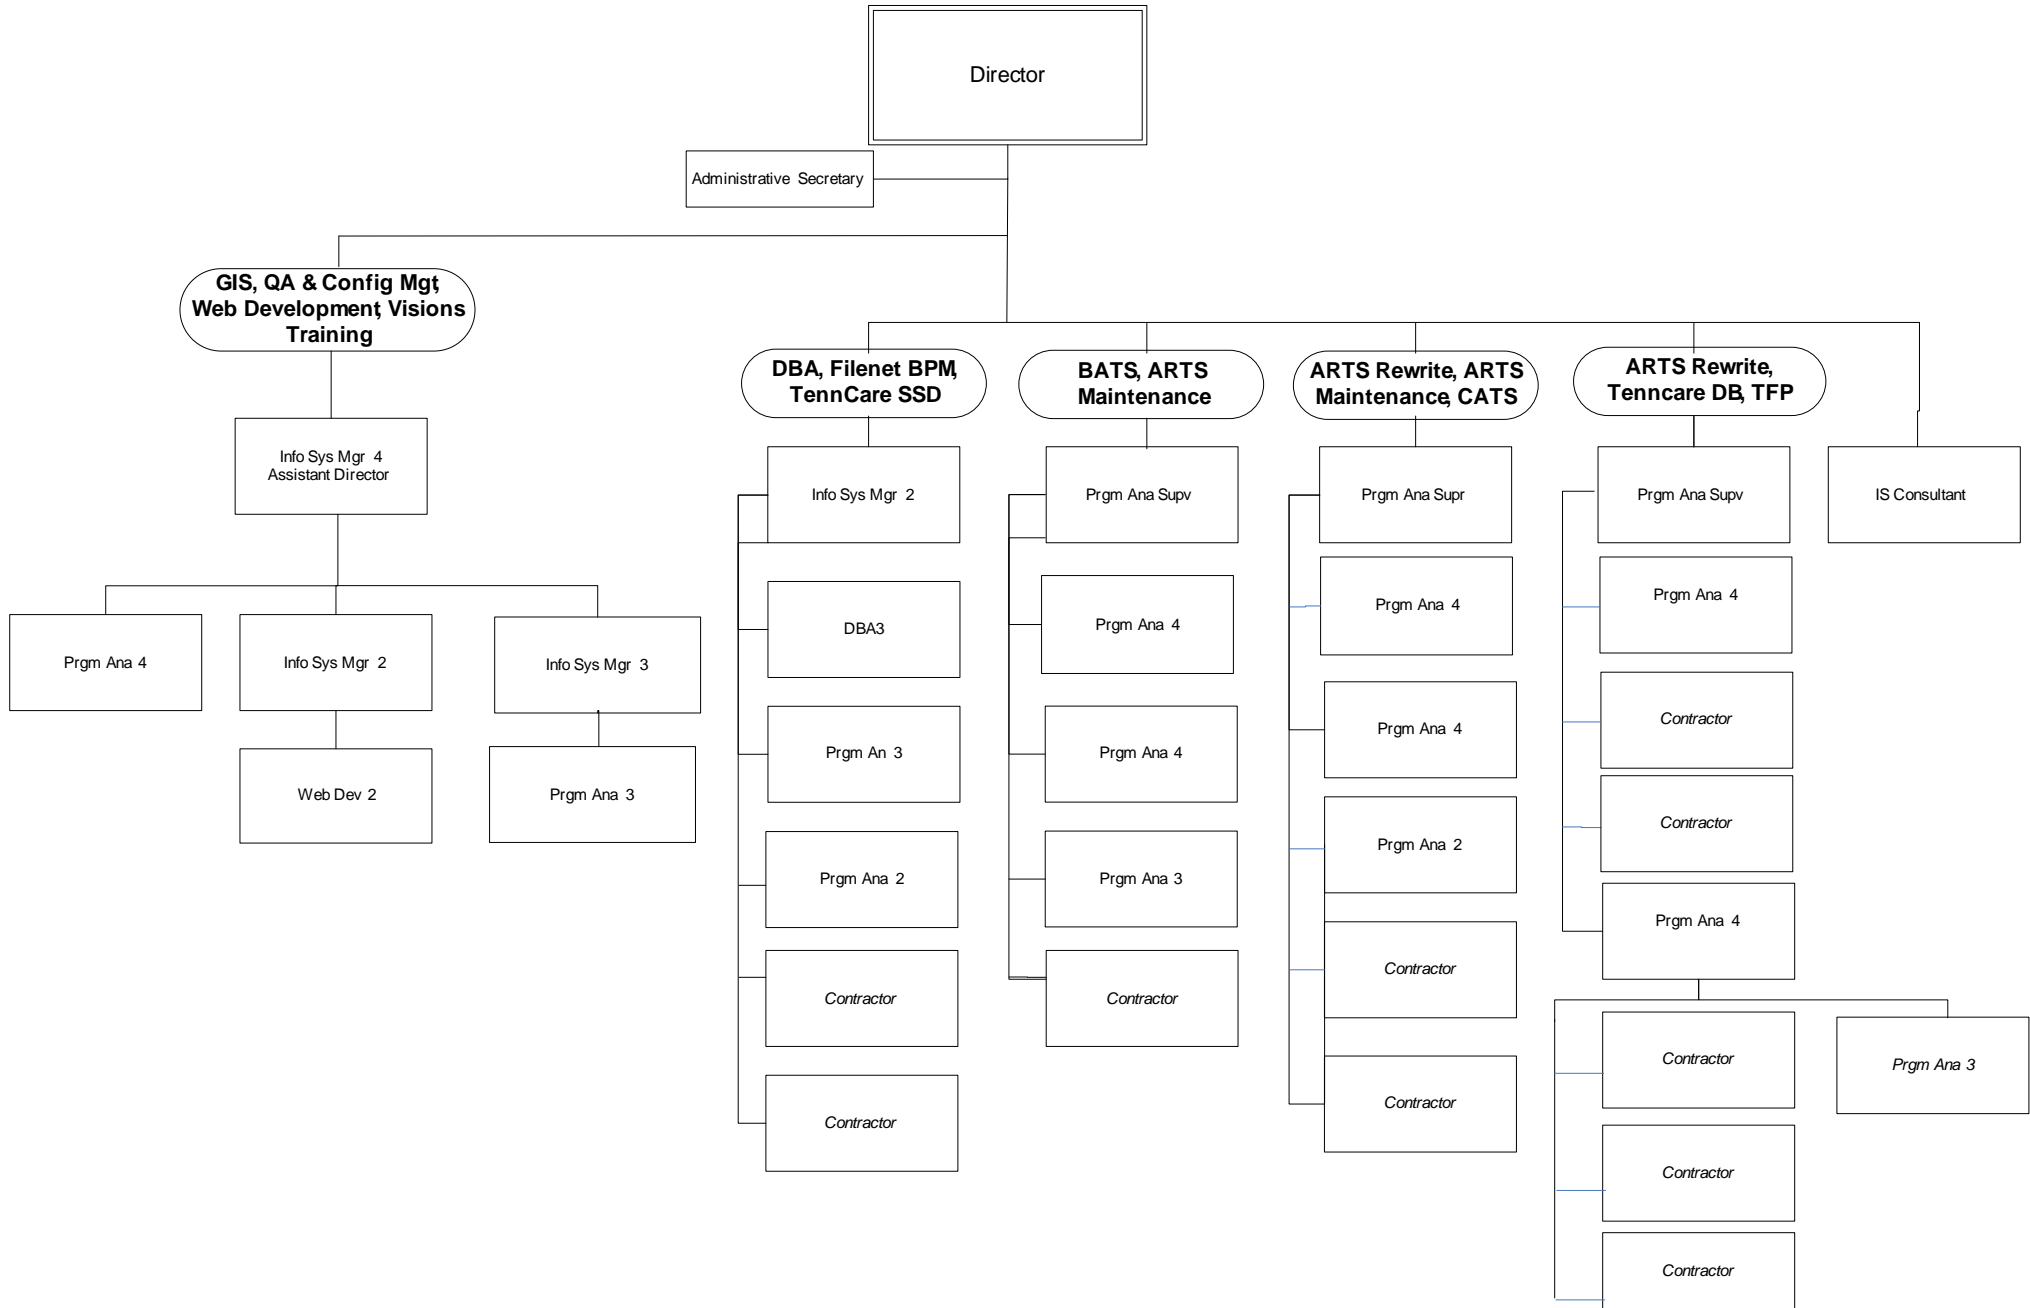 Director
Administrative Secretary
GIS, QA & Config Mgt,
Web Development, Visions
Training
DBA, Filenet BPM,
TennCare SSD
BATS, ARTS
Maintenance
ARTS Rewrite, ARTS
Maintenance, CATS
ARTS Rewrite,
Tenncare DB, TFP
Info Sys Mgr 4
Assistant Director
Info Sys Mgr 2
Prgm Ana Supv
Prgm Ana Supr
Prgm Ana Supv
IS Consultant
Prgm Ana 4
Info Sys Mgr 2
Info Sys Mgr 3
Web Dev 2
Prgm Ana 3
DBA3
Prgm An 3
Prgm Ana 2
Contractor
Contractor
Prgm Ana 4
Prgm Ana 4
Prgm Ana 3
Contractor
Prgm Ana 4
Prgm Ana 4
Prgm Ana 2
Contractor
Contractor
Prgm Ana 4
Contractor
Contractor
Prgm Ana 4
Contractor
Prgm Ana 3
Contractor
Contractor